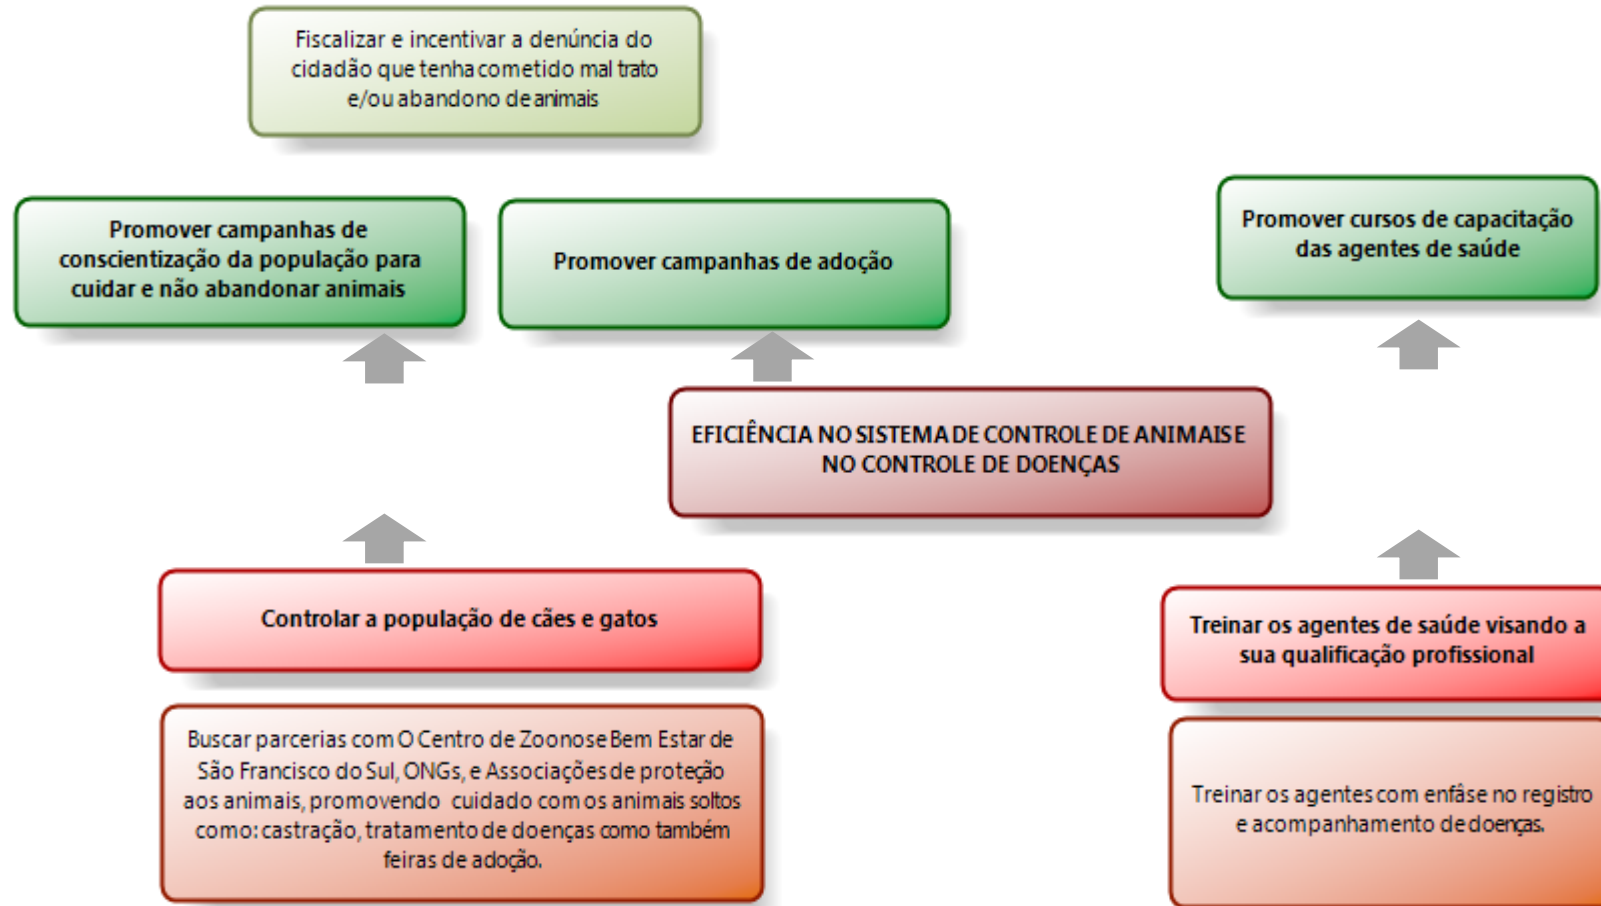 Fiscalizar e incentivar a denúncia do
cidadão que tenha cometido mal trato
e/ou abandono de animais
Promover campanhas de
conscientização da população para
cuidar e não abandonar animais
Promover campanhas de adoção
Promover cursos de capacitação
das agentes de saúde
EFICIÊNCIA NO SISTEMA DE CONTROLE DE ANIMAIS E
NO CONTROLE DE DOENÇAS
Controlar a população de cães e gatos
Treinar os agentes de saúde visando a
sua qualificação profissional
Buscar parcerias com O Centro de Zoonose Bem Estar de
São Francisco do Sul, ONGs, e Associações de proteção
aos animais, promovendo cuidado com os animais soltos
como: castração, tratamento de doenças como também
feiras de adoção.
Treinar os agentes com enfâse no registro
e acompanhamento de doenças.